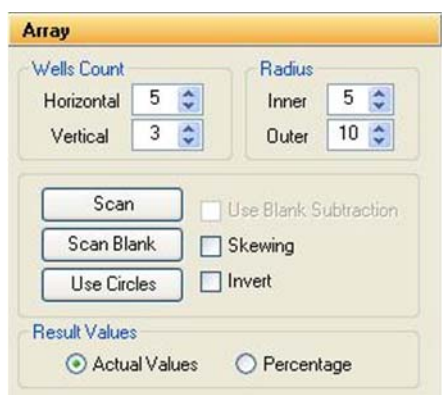 Array
Wells Count Radius
Horizontal 5 Inner 5
Vertical 3 Outer 10
Scan Use Blank Subtraction
Scan Blank Skewing
Use Circles Invert
Result Values
Actual Values Percentage